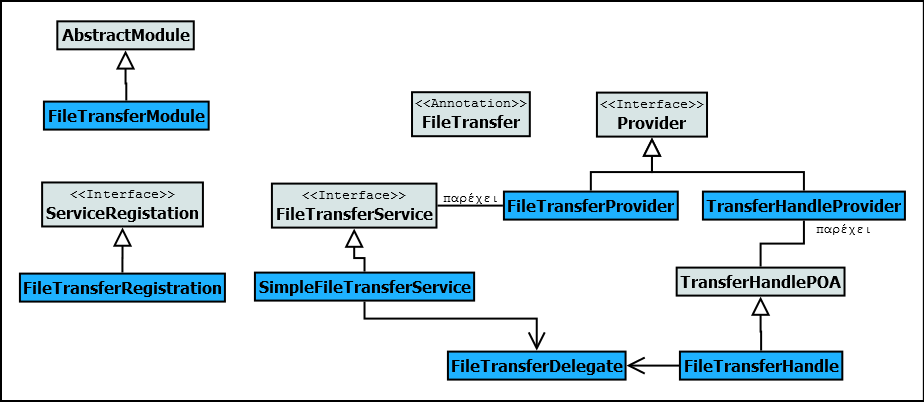 AbstractModule
FileTransferModule
<<Annotation>>
FileTransfer
<<Interface>>
Provider
<<Interface>>
ServiceRegistation
<<Interface>>
FileTransferService
παρέχει
FileTransferProvider
TransferHandleProvider
παρέχει
FileTransferRegistration
SimpleFileTransferService
TransferHandlePOA
FileTransferDelegate
FileTransferHandle